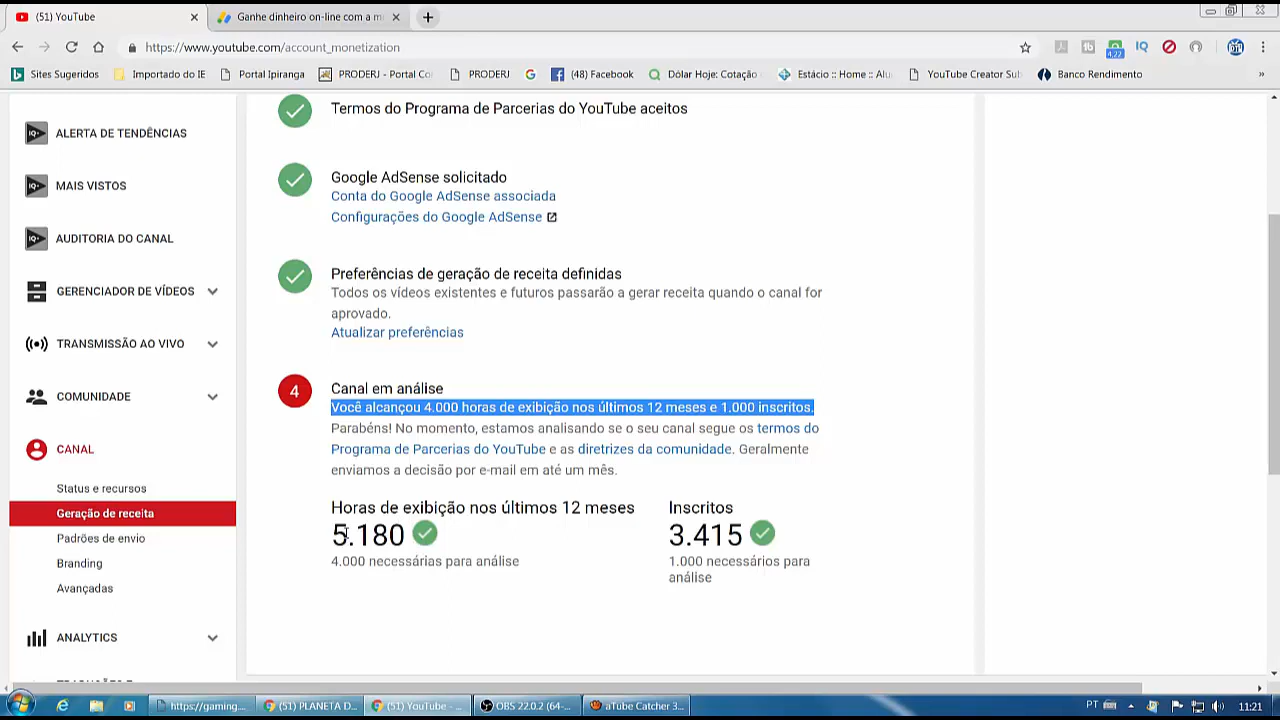 (51) YouTube
Ganhe dinheiro on-line com a m
https://www.youtube.com/account_monetization
4.22
IQ
Sites Sugeridos
Importado do IE
Portal Ipiranga
PRODERJ - Portal Co
PRODERJ
(48) Facebook
Dólar Hoje: Cotação
Estácio :: Home :: Alu
YouTube Creator Sup
Banco Rendimento
»
Termos do Programa de Parcerias do YouTube aceitos
ALERTA DE TENDÊNCIAS
MAIS VISTOS
AUDITORIA DO CANAL
GERENCIADOR DE VÍDEOS
TRANSMISSÃO AO VIVO
COMUNIDADE
CANAL
Status e recursos
Geração de receita
Padrões de envio
Branding
Avançadas
ANALYTICS
Google AdSense solicitado
Conta do Google AdSense associada
Configurações do Google AdSense
Preferências de geração de receita definidas
Todos os vídeos existentes e futuros passarão a gerar receita quando o canal for
aprovado.
Atualizar preferências
4
Canal em análise
Você alcançou 4.000 horas de exibição nos últimos 12 meses e 1.000 inscritos.
Parabéns! No momento, estamos analisando se o seu canal segue os termos do
Programa de Parcerias do YouTube e as diretrizes da comunidade. Geralmente
enviamos a decisão por e-mail em até um mês.
Horas de exibição nos últimos 12 meses
5.180
4.000 necessárias para análise
Inscritos
3.415
1.000 necessários para
análise
https://gaming....
(51) PLANETA D...
(51) YouTube - ...
OBS 22.0.2 (64-...
aTube Catcher 3...
PT
11:21